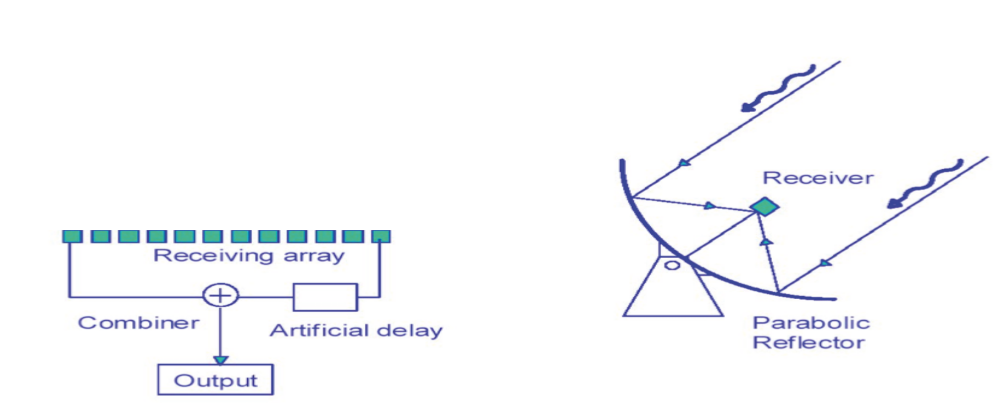 Receiving array
Combiner
Artificial delay
Output
Receiver
Parabolic
Reflector